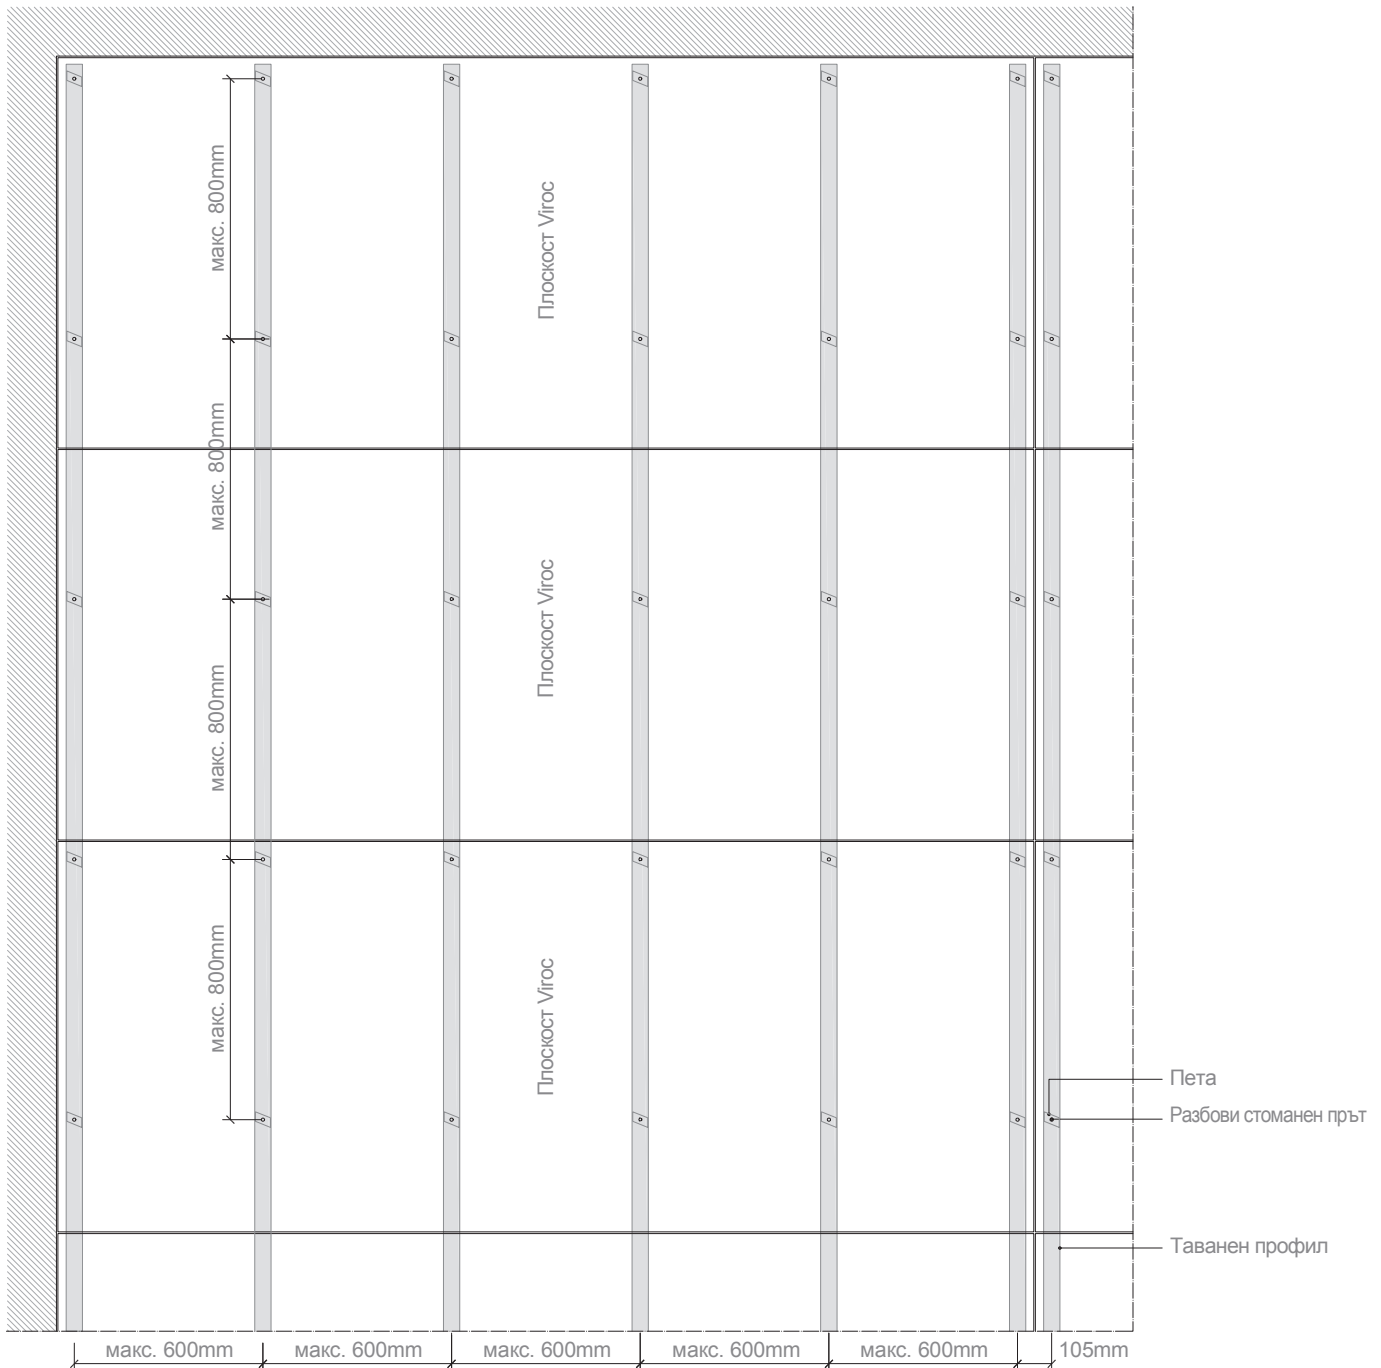 макс. 800mm
Плоскост Viroc
макс. 800mm
Плоскост Viroc
макс. 800mm
макс. 800mm
Плоскост Viroc
Пета
Разбови стоманен прът
Таванен профил
макс. 600mm
макс. 600mm
макс. 600mm
макс. 600mm
макс. 600mm
105mm